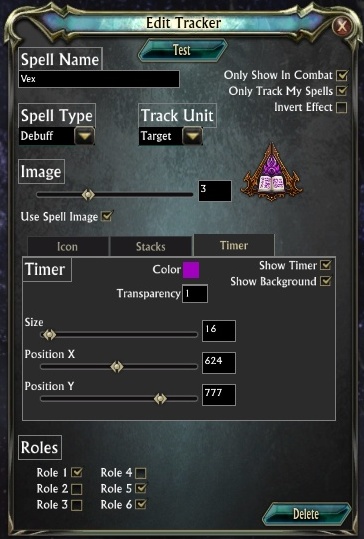 Edit Tracker
Test
Spell Name
Vex
Only Show In Combat
Only Track My Spells
Invert Effect
Spell Type
Track Unit
Debuff
Target
Image
3
Use Spell Image
Icon
Stacks
Timer
Timer
Color
Show Timer
Show Background
Transparency
1
Size
16
Position X
624
Position Y
777
Roles
Role 1
Role 4
Role 2
Role 5
Role 3
Role 6
Delete